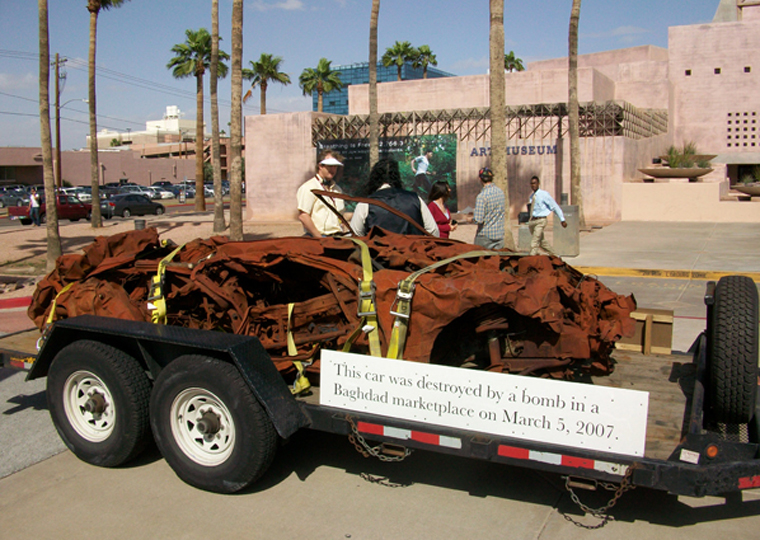 ART MUSEUM
This car was destroyed by a bomb in a
Baghdad marketplace on March 5, 2007.